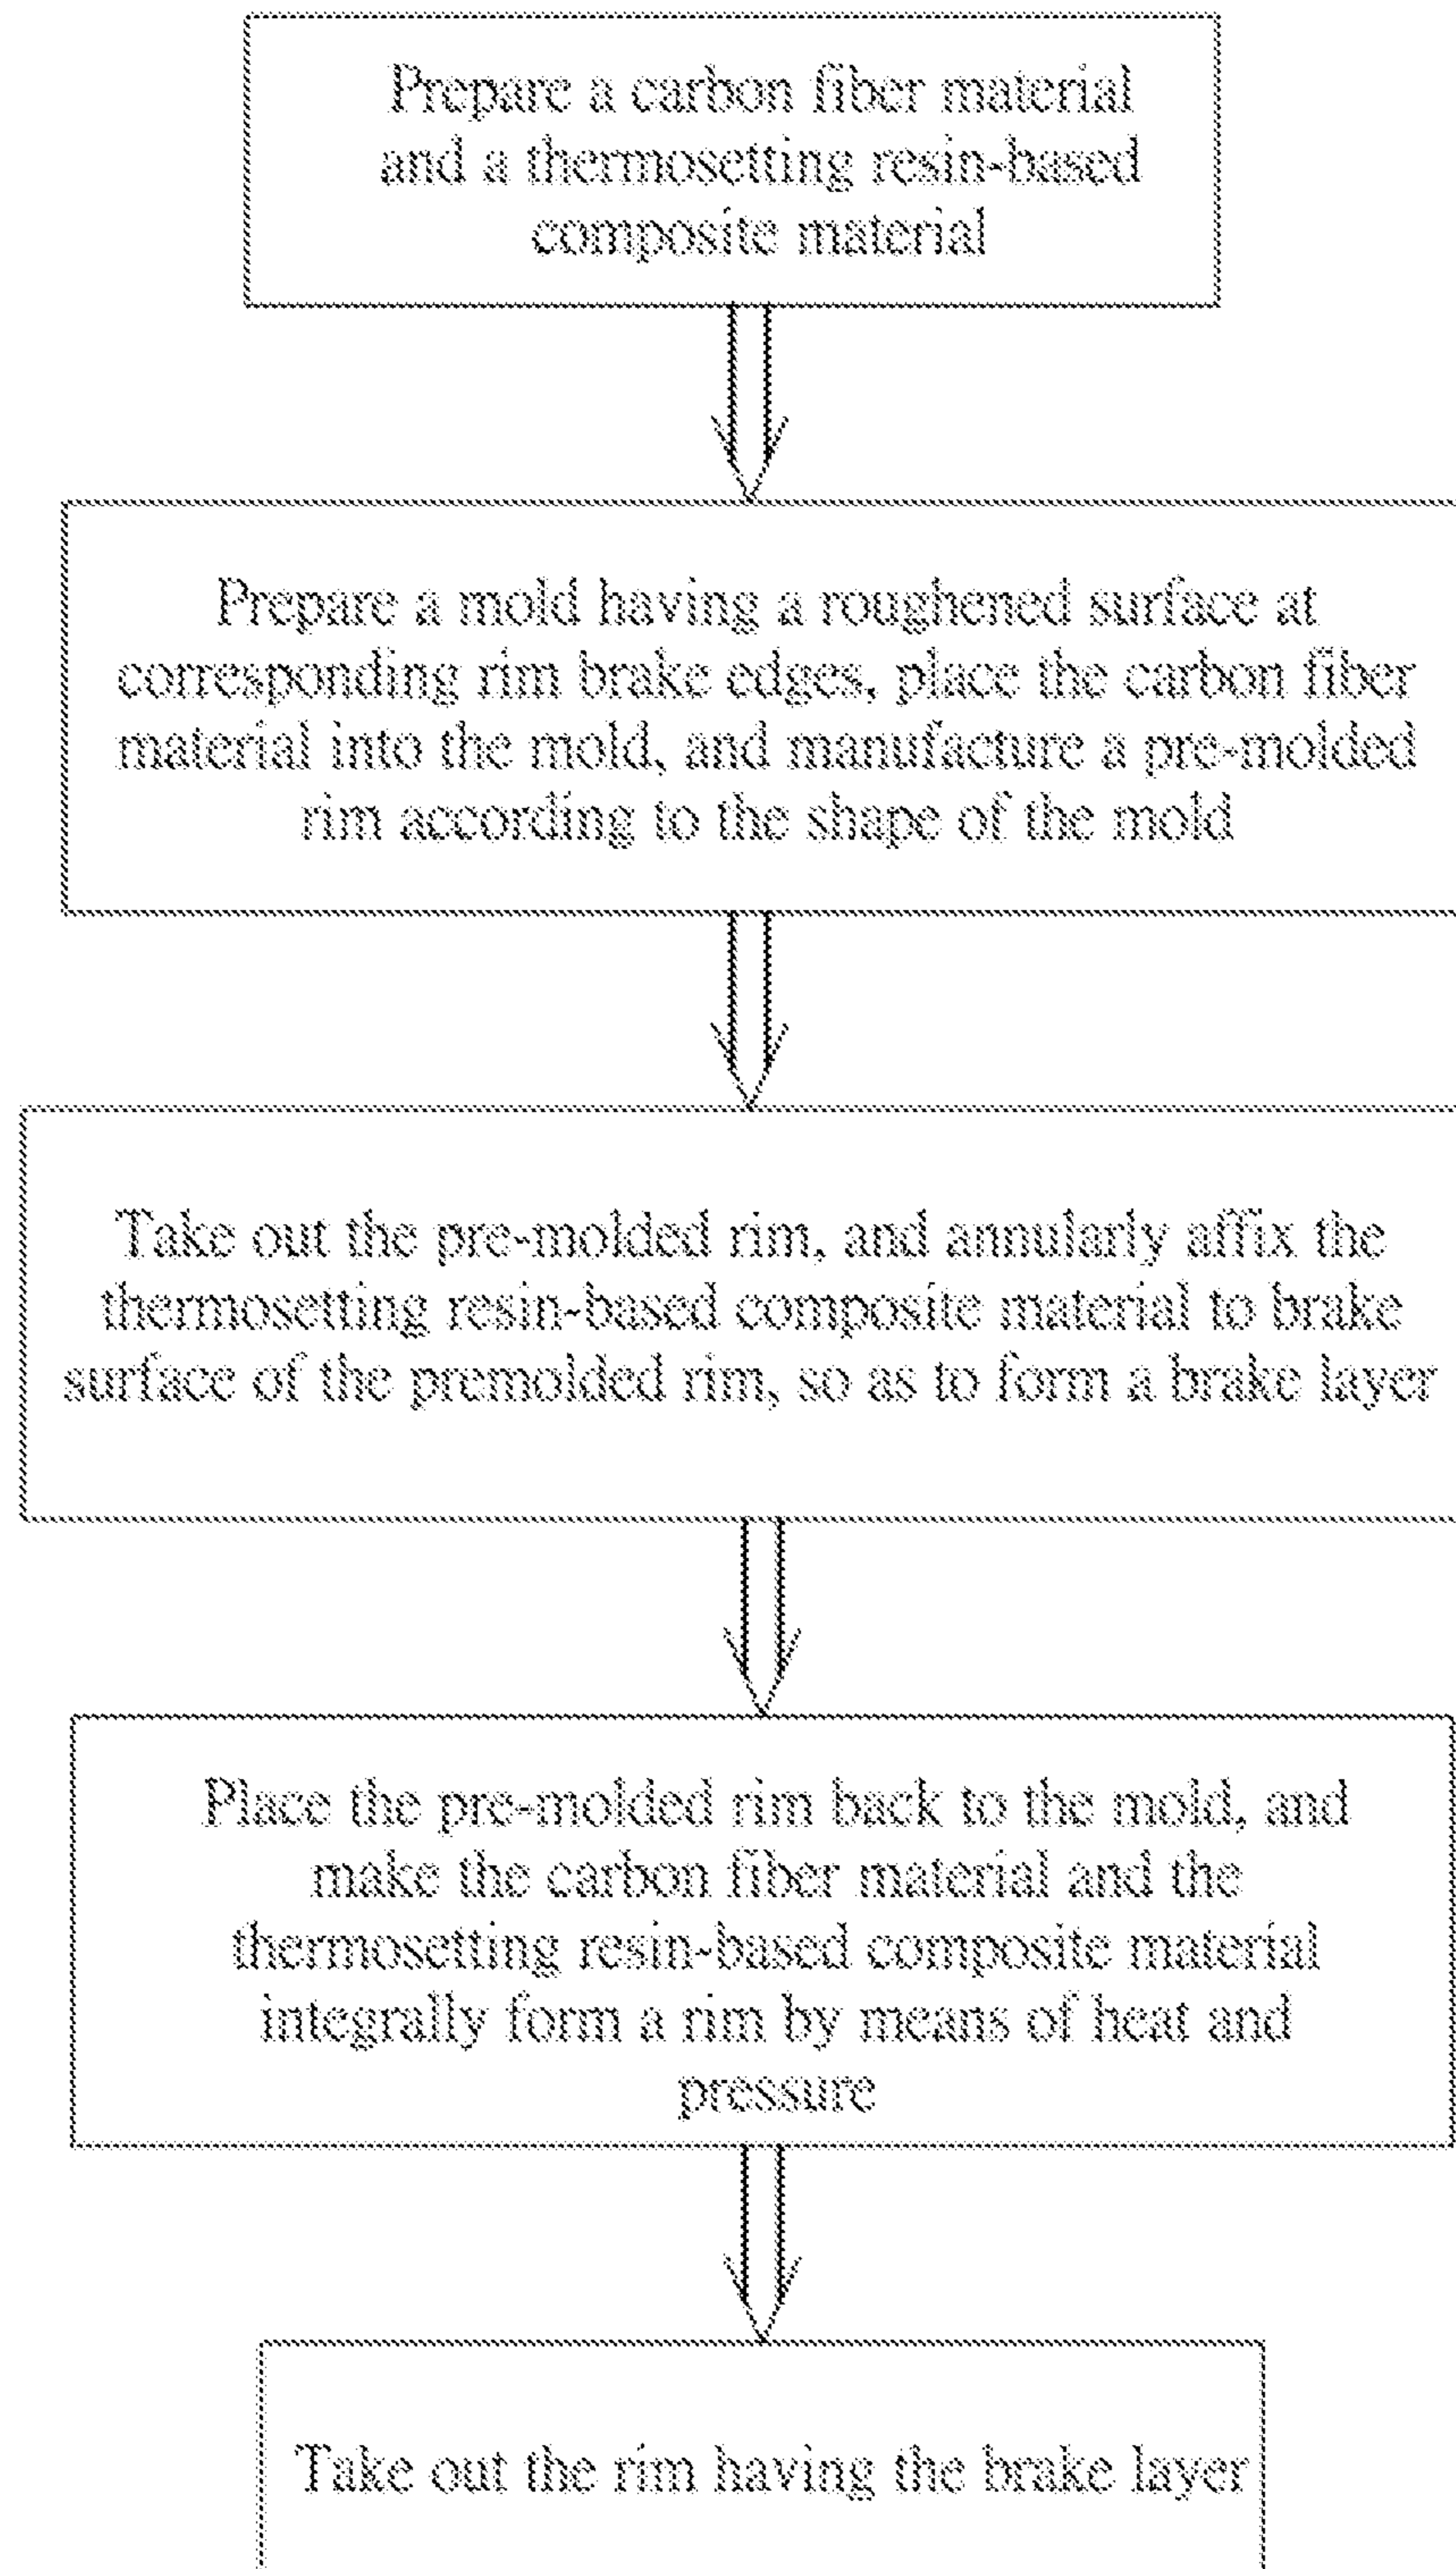 Prepare a carbon fiber material
and a thermosetting resin-based
composite material
Prepare a mold having a roughened surface at
corresponding rim brake edges, place the carbon fiber
material into the mold, and manufacture a pre-molded
rim according to the shape of the mold
Take out the pre-molded rim, and annularly affix the
thermosetting resin-based composite material to brake
surface of the premolded rim, so as to form a brake layer
Place the pre-molded rim back to the mold, and
make the carbon fiber material and the
thermosetting resin-based composite material
integrally form a rim by means of heat and
pressure
Take out the rim having the brake layer